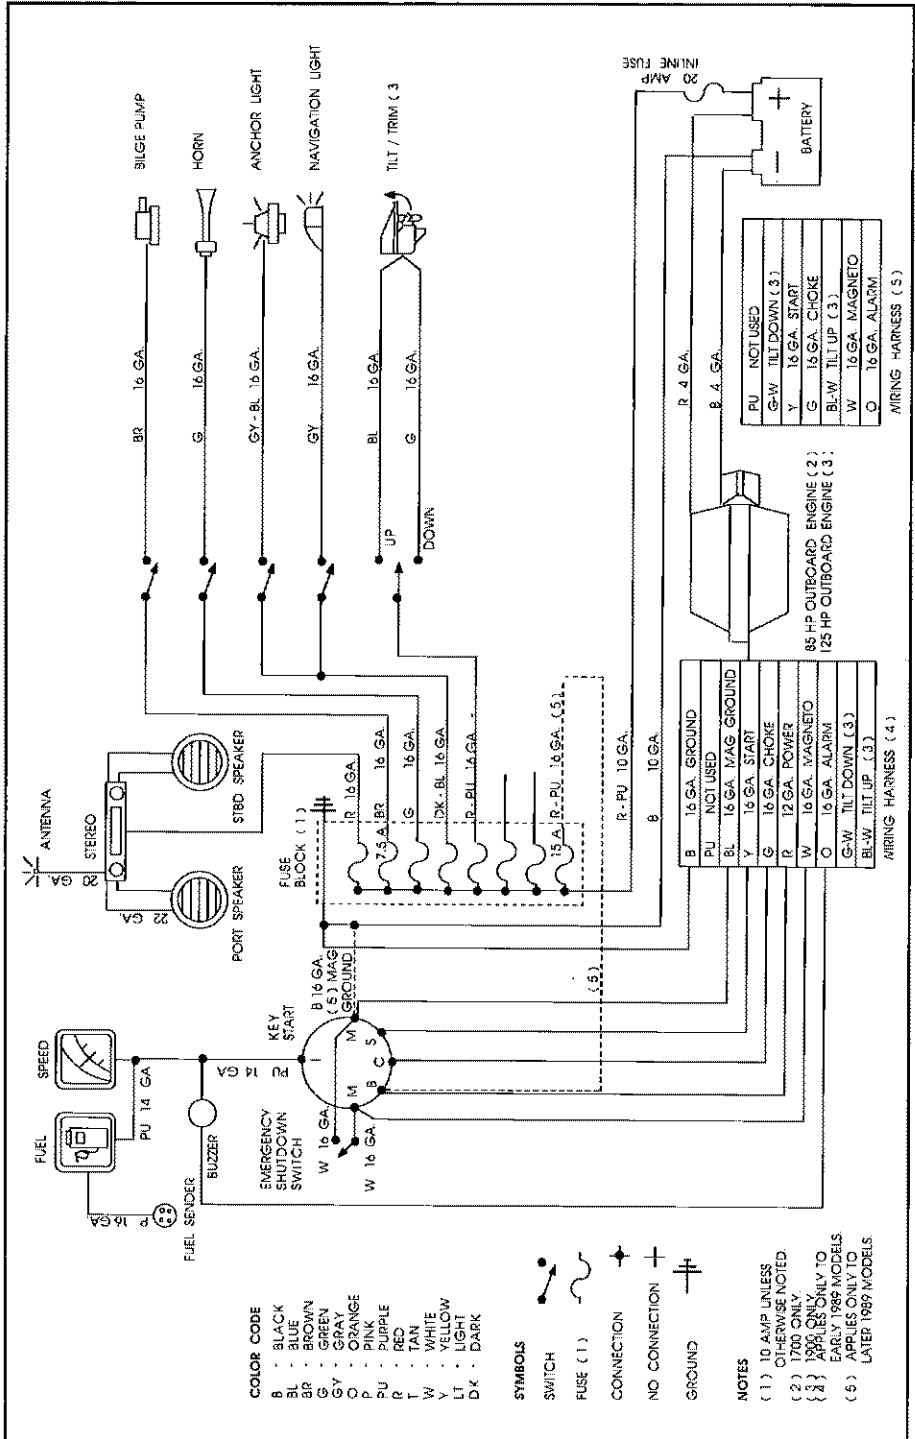 BILGE PUMP
HORN
ANCHOR LIGHT
NAVIGATION LIGHT
TILT / TRIM ( 3
BR 16 GA.
G 16 GA.
GY - BL 16 GA.
GY 16 GA.
BL 16 GA.
G 16 GA.
UP
DOWN
20 AMP
INLINE FUSE
+
-
BATTERY
R 4 GA.
B 4 GA.
PU NOT USED
G-W TILT DOWN ( 3 )
Y 16 GA. START
G 16 GA. CHOKE
BL-W TILT UP ( 3 )
W 16 GA. MAGNETO
O 16 GA. ALARM
WIRING HARNESS ( 5 )
85 HP OUTBOARD ENGINE ( 2 )
125 HP OUTBOARD ENGINE ( 3 )
ANTENNA
20 GA.
STEREO
STBD SPEAKER
PORT SPEAKER
22 GA.
FUSE
BLOCK ( 1 )
R 16 GA.
7.5 A BR 16 GA.
G 16 GA.
DK - BL 16 GA.
R - PU 16 GA.
15 A R - PU 16 GA. ( 5 )
R - PU 10 GA.
B 10 GA.
B 16 GA. GROUND
PU NOT USED
BL 16 GA. MAG GROUND
Y 16 GA. START
G 16 GA. CHOKE
R 12 GA. POWER
W 16 GA. MAGNETO
O 16 GA. ALARM
G-W TILT DOWN ( 3 )
BL-W TILT UP ( 3 )
WIRING HARNESS ( 4 )
SPEED
FUEL
PU 14 GA
P 16 GA
FUEL SENDER
BUZZER
PU 14 GA
KEY
START
B 16 GA.
( 5 ) MAG
GROUND
( 5 )
I
M
S
C
B
M
EMERGENCY
SHUTDOWN
SWITCH
W 16 GA.
W 16 GA.
COLOR CODE
B - BLACK
BL - BLUE
BR - BROWN
G - GREEN
GY - GRAY
O - ORANGE
P - PINK
PU - PURPLE
R - RED
T - TAN
W - WHITE
Y - YELLOW
LT - LIGHT
DK - DARK
SYMBOLS
SWITCH
FUSE ( 1 )
CONNECTION
NO CONNECTION
GROUND
NOTES
( 1 ) 10 AMP UNLESS
OTHERWISE NOTED.
( 2 ) 1700 ONLY.
( 3 ) 1900 ONLY.
( 4 ) APPLIES ONLY TO
EARLY 1989 MODELS.
( 5 ) APPLIES ONLY TO
LATER 1989 MODELS.